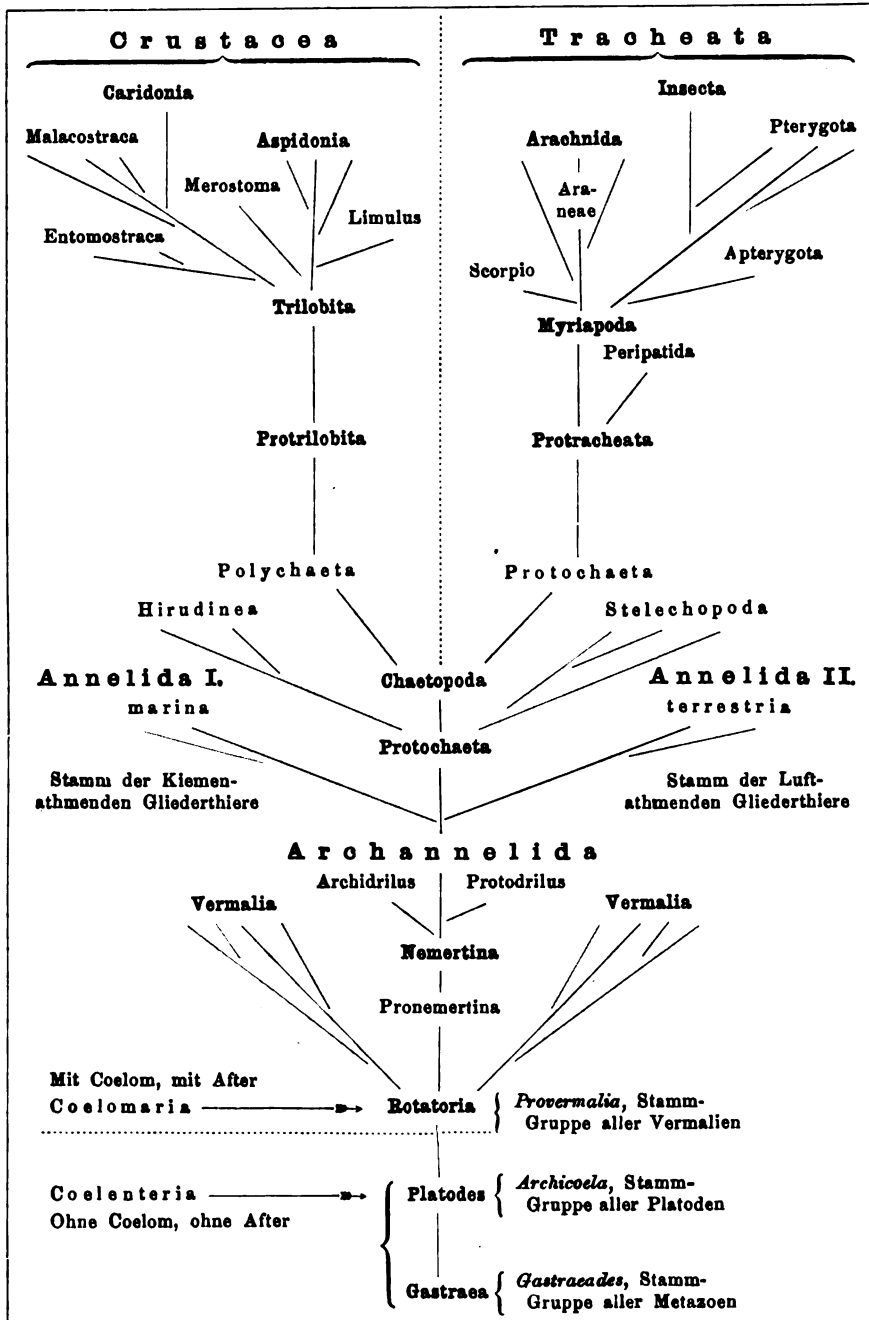 Crustacea
Tracheata
Caridonia
Insecta
Malacostraca
Aspidonia
Arachnida
Pterygota
Merostoma
Ara-
neae
Limulus
Entomostraca
Apterygota
Scorpio
Trilobita
Myriapoda
Peripatida
Protrilobita
Protracheata
Polychaeta
Protochaeta
Hirudinea
Stelechopoda
Annelida I.
Chaetopoda
Annelida II.
marina
terrestria
Protochaeta
Stamm der Kiemen-
athmenden Gliederthiere
Stamm der Luft-
athmenden Gliederthiere
Archannelida
Archidrilus
Protodrilus
Vermalia
Vermalia
Nemertina
Pronemertina
Mit Coelom, mit After
Coelomaria
Rotatoria
Provermalia, Stamm-
Gruppe aller Vermalien
Coelenteria
Ohne Coelom, ohne After
Platodes
Archicoela, Stamm-
Gruppe aller Platoden
Gastraea
Gastraeades, Stamm-
Gruppe aller Metazoen